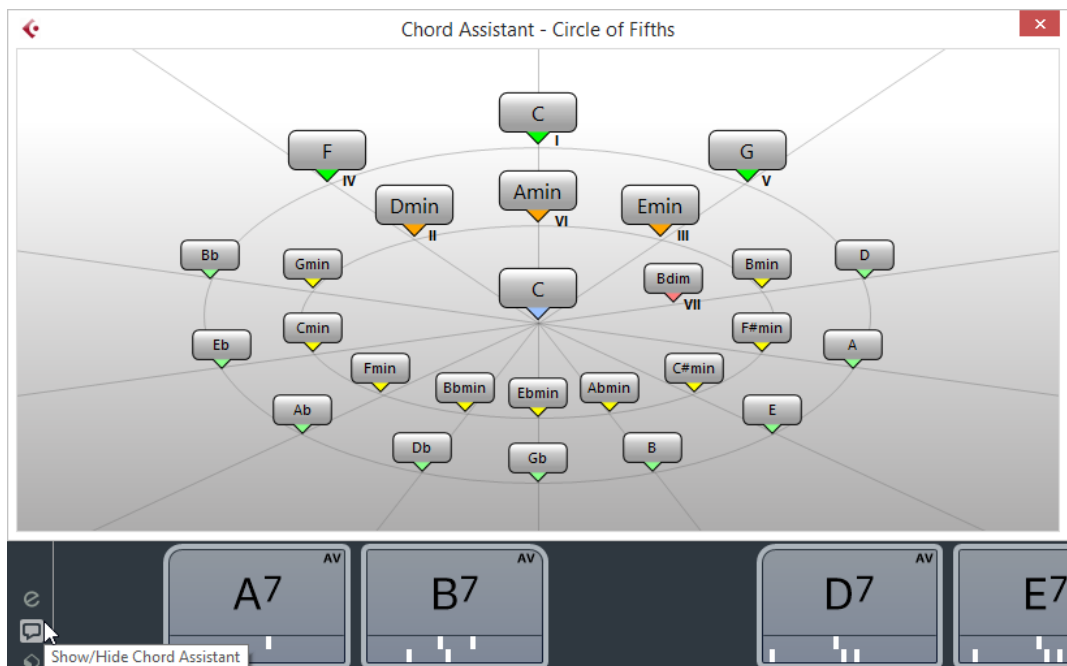 Chord Assistant - Circle of Fifths
C
I
F
IV
G
V
Amin
VI
Dmin
II
Emin
III
Bb
Gmin
Bmin
D
Bdim
VII
C
Cmin
F#min
Eb
A
Fmin
C#min
Bbmin
Ebmin
Abmin
Ab
E
Db
Gb
B
AV
AV
AV
A7
B7
D7
E7
e
Show/Hide Chord Assistant